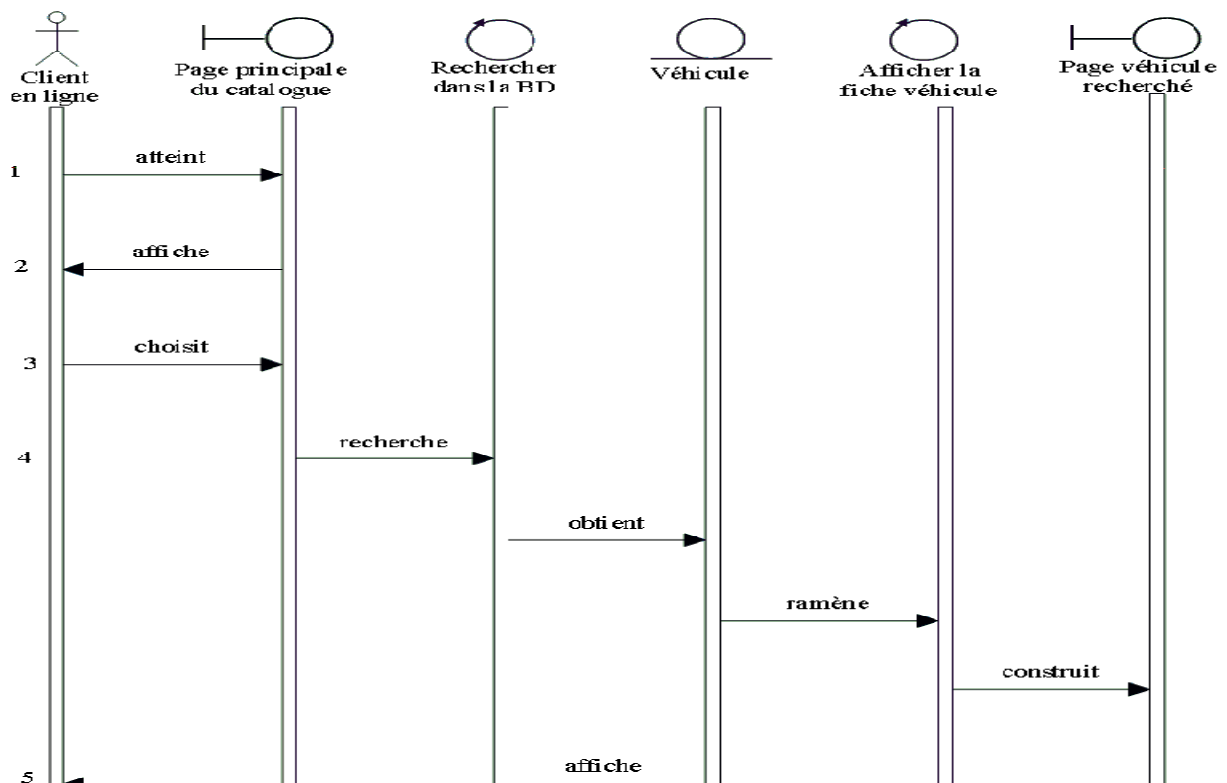 Client
en ligne
Page principale
du catalogue
Rechercher
dans la BD
Véhicule
Afficher la
fiche véhicule
Page véhicule
recherché
1
atteint
affiche
2
choisit
3
recherche
4
obtient
ramène
construit
affiche
5